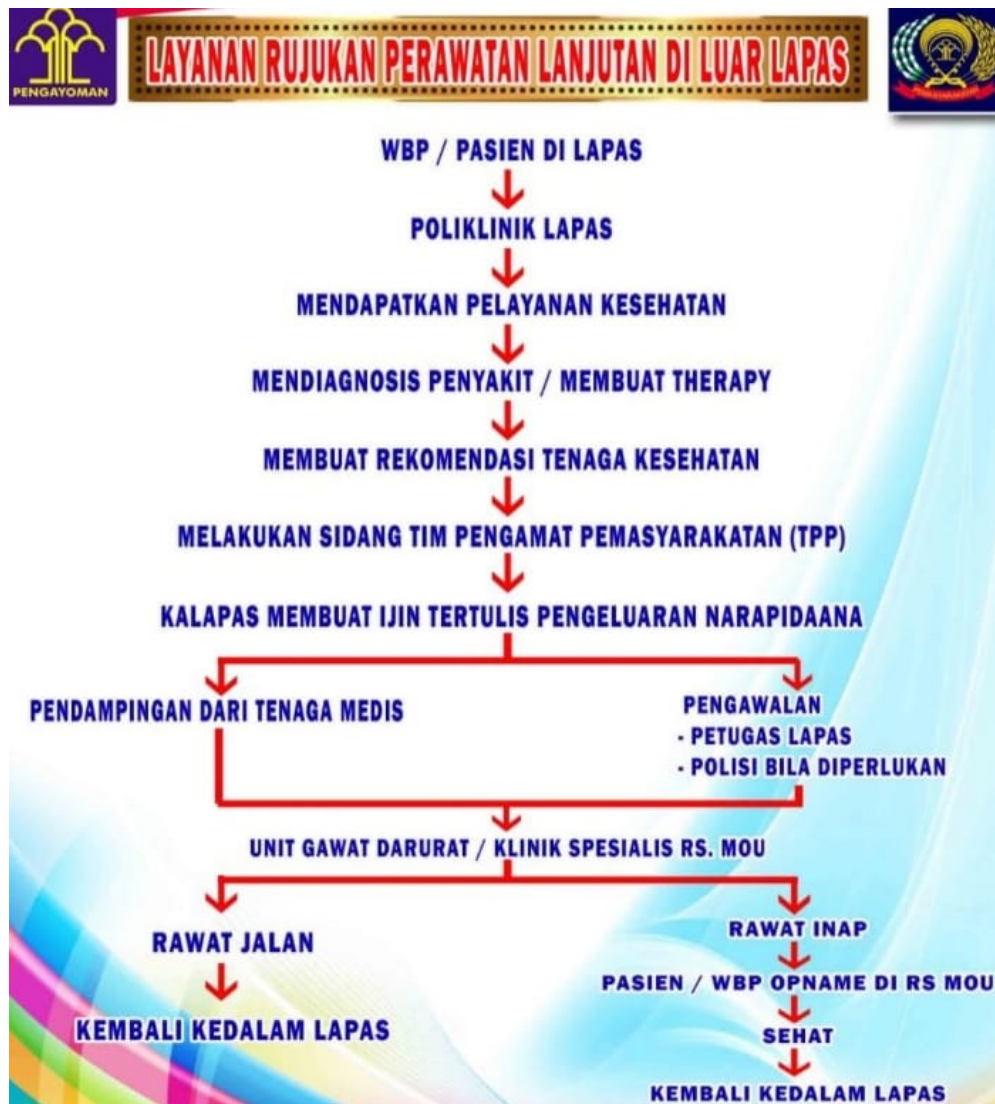 PENGAYOMAN
LAYANAN RUJUKAN PERAWATAN LANJUTAN DI LUAR LAPAS
WBP / PASIEN DI LAPAS
POLIKLINIK LAPAS
MENDAPATKAN PELAYANAN KESEHATAN
MENDIAGNOSIS PENYAKIT / MEMBUAT THERAPY
MEMBUAT REKOMENDASI TENAGA KESEHATAN
MELAKUKAN SIDANG TIM PENGAMAT PEMASYARAKATAN (TPP)
KALAPAS MEMBUAT IJIN TERTULIS PENGELUARAN NARAPIDAANA
PENDAMPINGAN DARI TENAGA MEDIS
PENGAWALAN
- PETUGAS LAPAS
- POLISI BILA DIPERLUKAN
UNIT GAWAT DARURAT / KLINIK SPESIALIS RS. MOU
RAWAT JALAN
KEMBALI KEDALAM LAPAS
RAWAT INAP
PASIEN / WBP OPNAME DI RS MOU
SEHAT
KEMBALI KEDALAM LAPAS